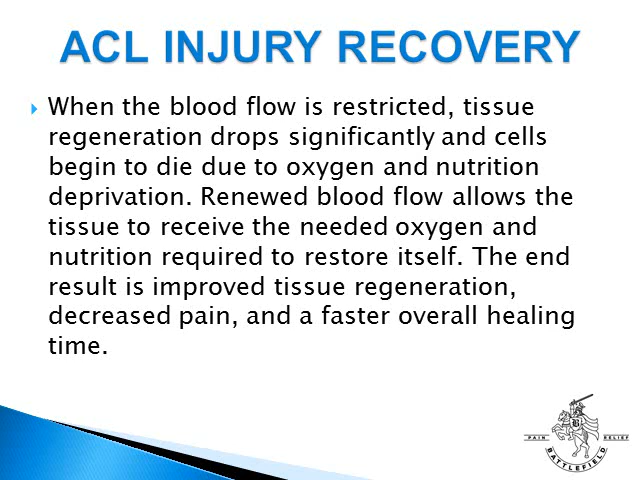 ACL INJURY RECOVERY
When the blood flow is restricted, tissue
regeneration drops significantly and cells
begin to die due to oxygen and nutrition
deprivation. Renewed blood flow allows the
tissue to receive the needed oxygen and
nutrition required to restore itself. The end
result is improved tissue regeneration,
decreased pain, and a faster overall healing
time.
B
PAIN RELIEF
BATTLEFIELD